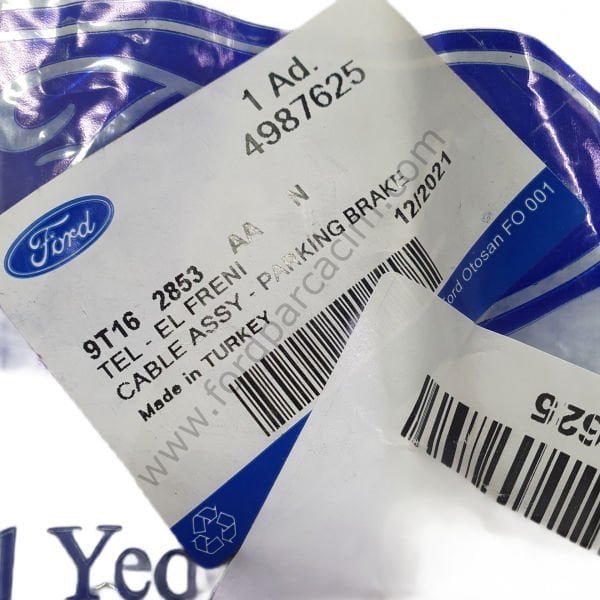 1 Ad.
4987625
Ford
9T16 2853 AA N
TEL - EL FRENI
CABLE ASSY - PARKING BRAKE
Made in TURKEY
12/2021
Ford Otosan FO 001
www.fordparcacim.com
625
Yed